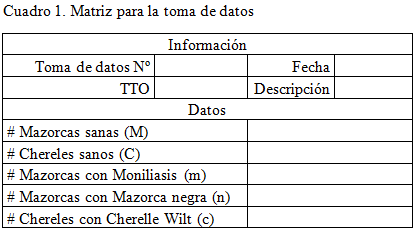 Cuadro 1. Matriz para la toma de datos
Información
Toma de datos Nº Fecha
TTO Descripción
Datos
# Mazorcas sanas (M)
# Chereles sanos (C)
# Mazorcas con Moniliasis (m)
# Mazorcas con Mazorca negra (n)
# Chereles con Cherelle Wilt (c)